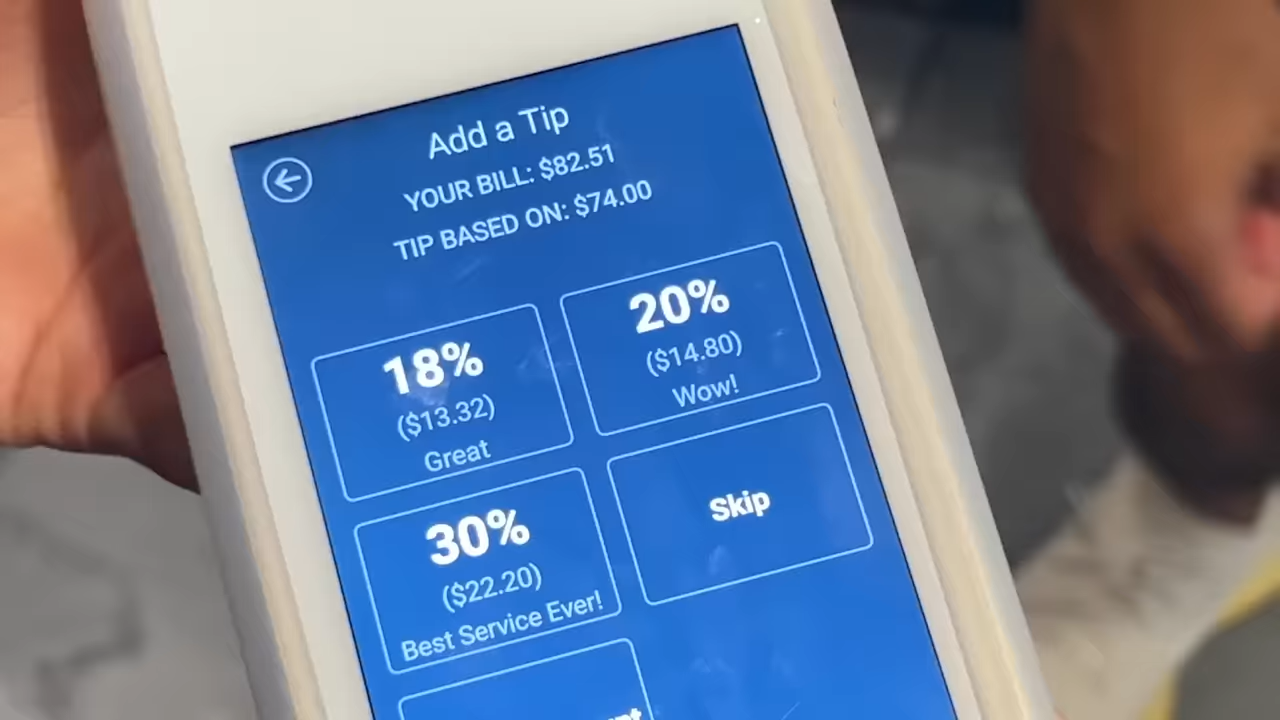 Add a Tip
YOUR BILL: $82.51
TIP BASED ON: $74.00
18%
($13.32)
Great
20%
($14.80)
Wow!
30%
($22.20)
Best Service Ever!
Skip